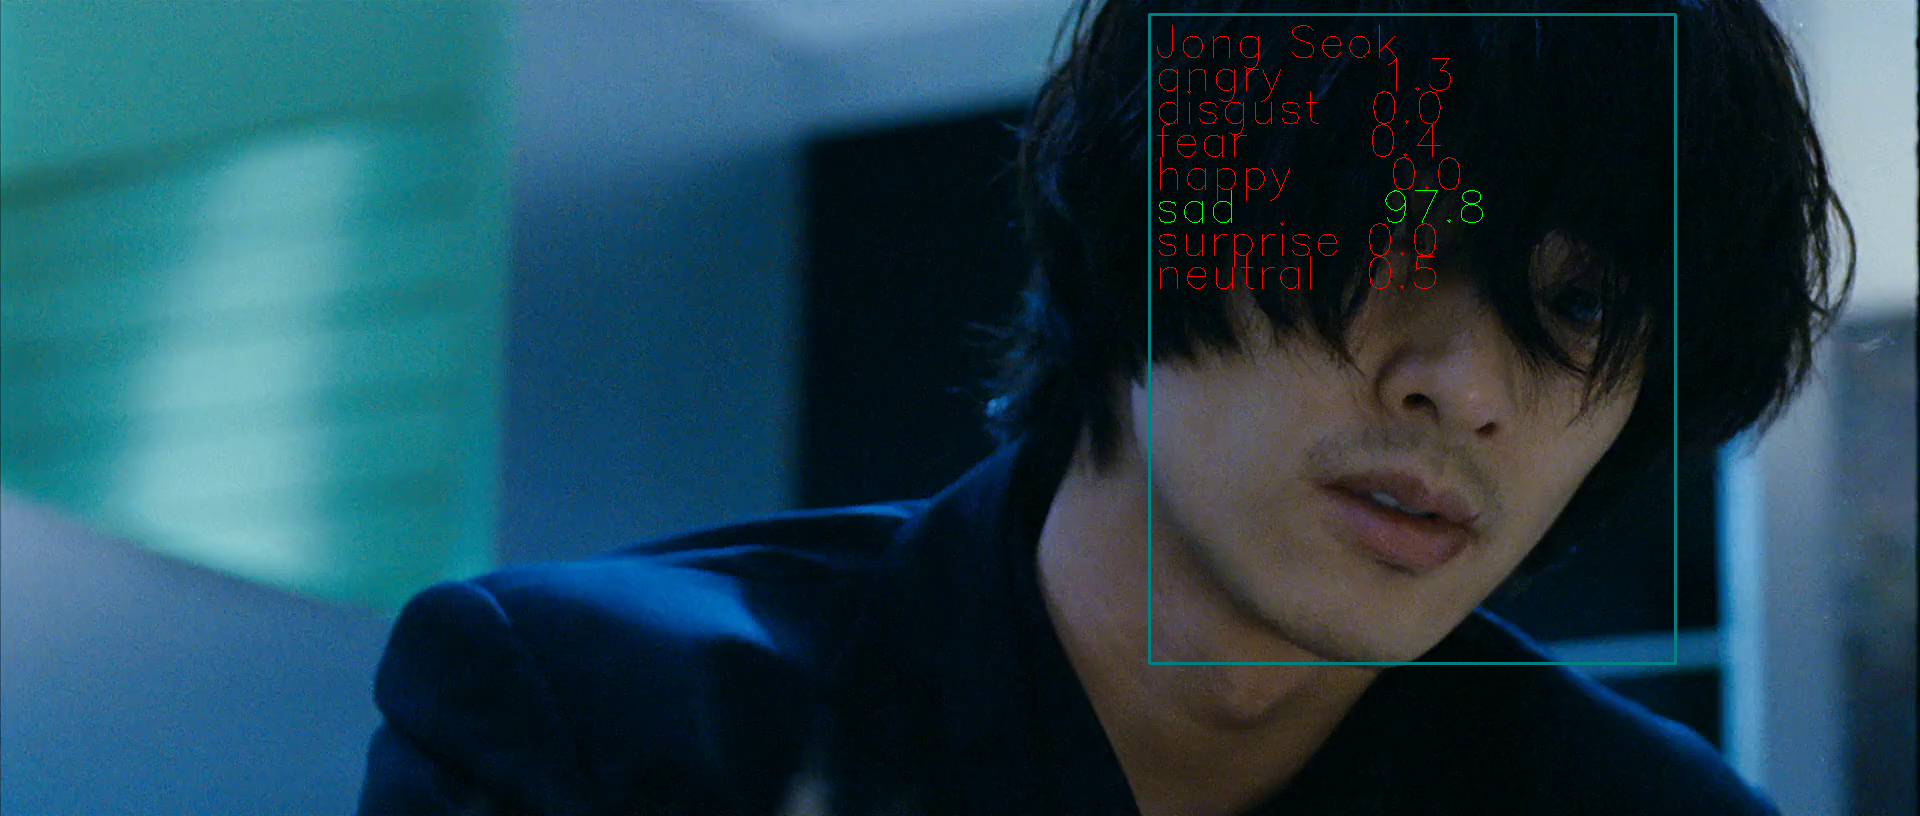 Jong Seok
angry 1.3
disgust 0.0
fear 0.4
happy 0.0
sad 97.8
surprise 0.0
neutral 0.5